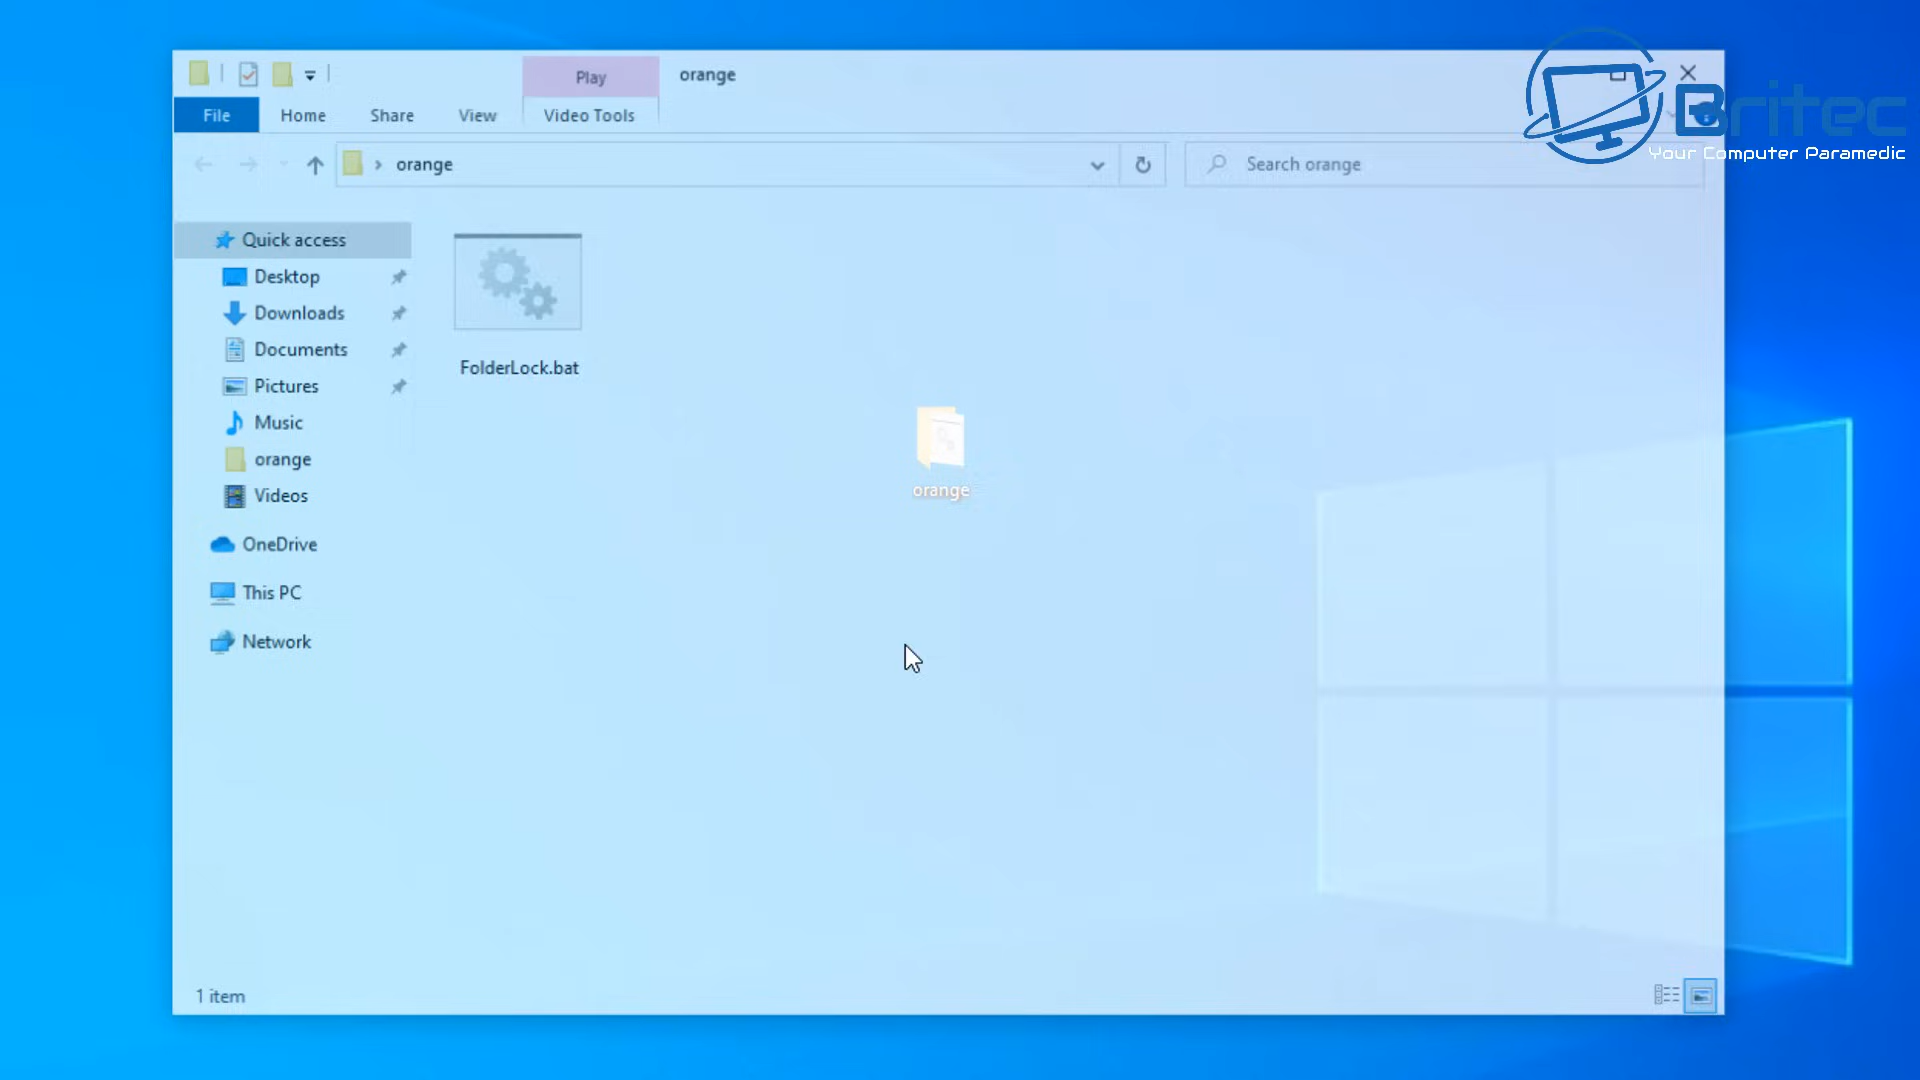 Play
orange
File
Home
Share
View
Video Tools
Britec
Your Computer Paramedic
orange
Search orange
Quick access
Desktop
Downloads
Documents
Pictures
Music
orange
Videos
OneDrive
This PC
Network
FolderLock.bat
orange
1 item